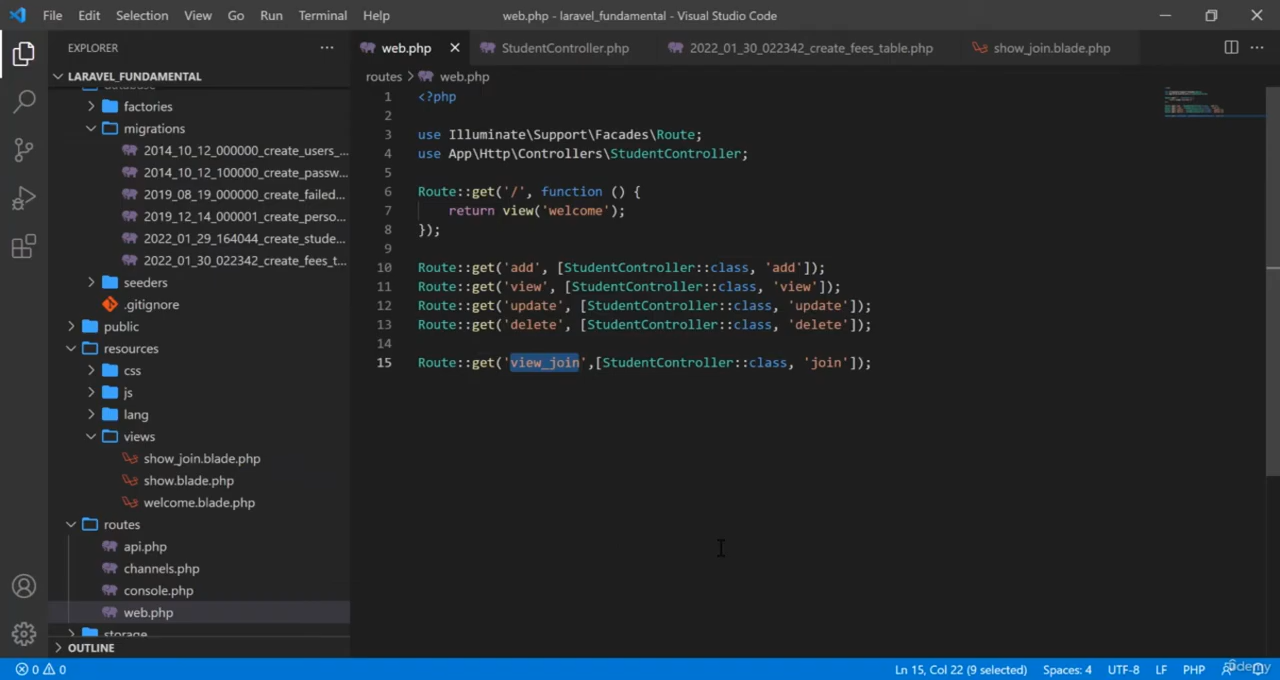 File Edit Selection View Go Run Terminal Help
web.php - laravel_fundamental - Visual Studio Code
EXPLORER
LARAVEL_FUNDAMENTAL
database
factories
migrations
2014_10_12_000000_create_users_...
2014_10_12_100000_create_passw...
2019_08_19_000000_create_failed...
2019_12_14_000001_create_perso...
2022_01_29_164044_create_stude...
2022_01_30_022342_create_fees_t...
seeders
.gitignore
public
resources
css
js
lang
views
show_join.blade.php
show.blade.php
welcome.blade.php
routes
api.php
channels.php
console.php
web.php
storage
OUTLINE
web.php StudentController.php 2022_01_30_022342_create_fees_table.php show_join.blade.php
routes > web.php
1 <?php
2
3 use Illuminate\Support\Facades\Route;
4 use App\Http\Controllers\StudentController;
5
6 Route::get('/', function () {
7     return view('welcome');
8 });
9
10 Route::get('add', [StudentController::class, 'add']);
11 Route::get('view', [StudentController::class, 'view']);
12 Route::get('update', [StudentController::class, 'update']);
13 Route::get('delete', [StudentController::class, 'delete']);
14
15 Route::get('view_join',[StudentController::class, 'join']);
0 0
Ln 15, Col 22 (9 selected) Spaces: 4 UTF-8 LF PHP
ûdemy